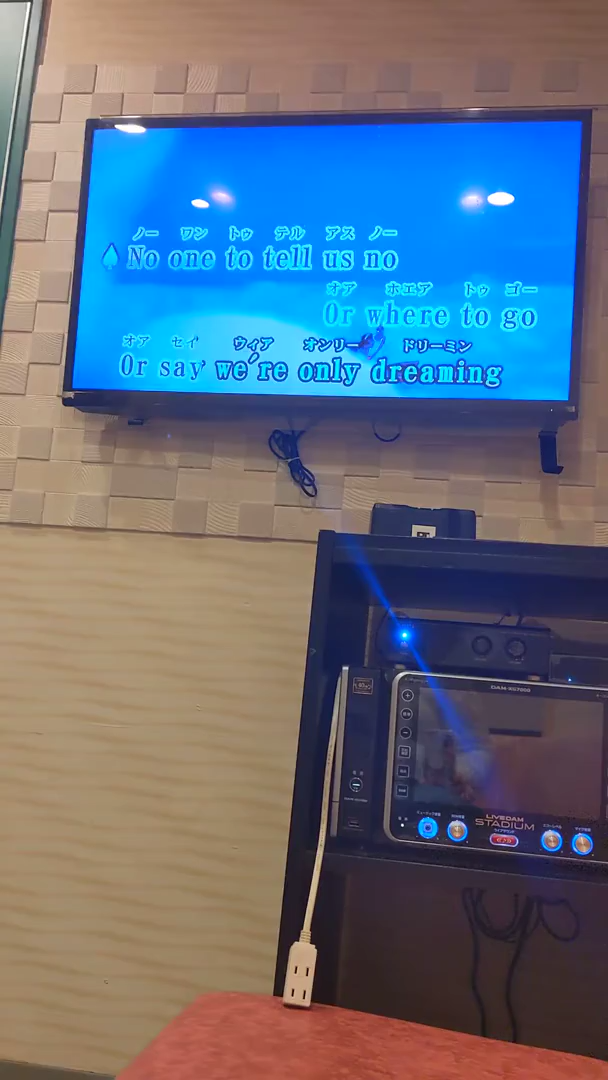 ノー ワン トゥ テル アス ノー
♠No one to tell us no
オア ホエア トゥ ゴー
Or where to go
オア セイ ウィア オンリー ドリーミン
Or say we're only dreaming
LIVE DAM
STADIUM